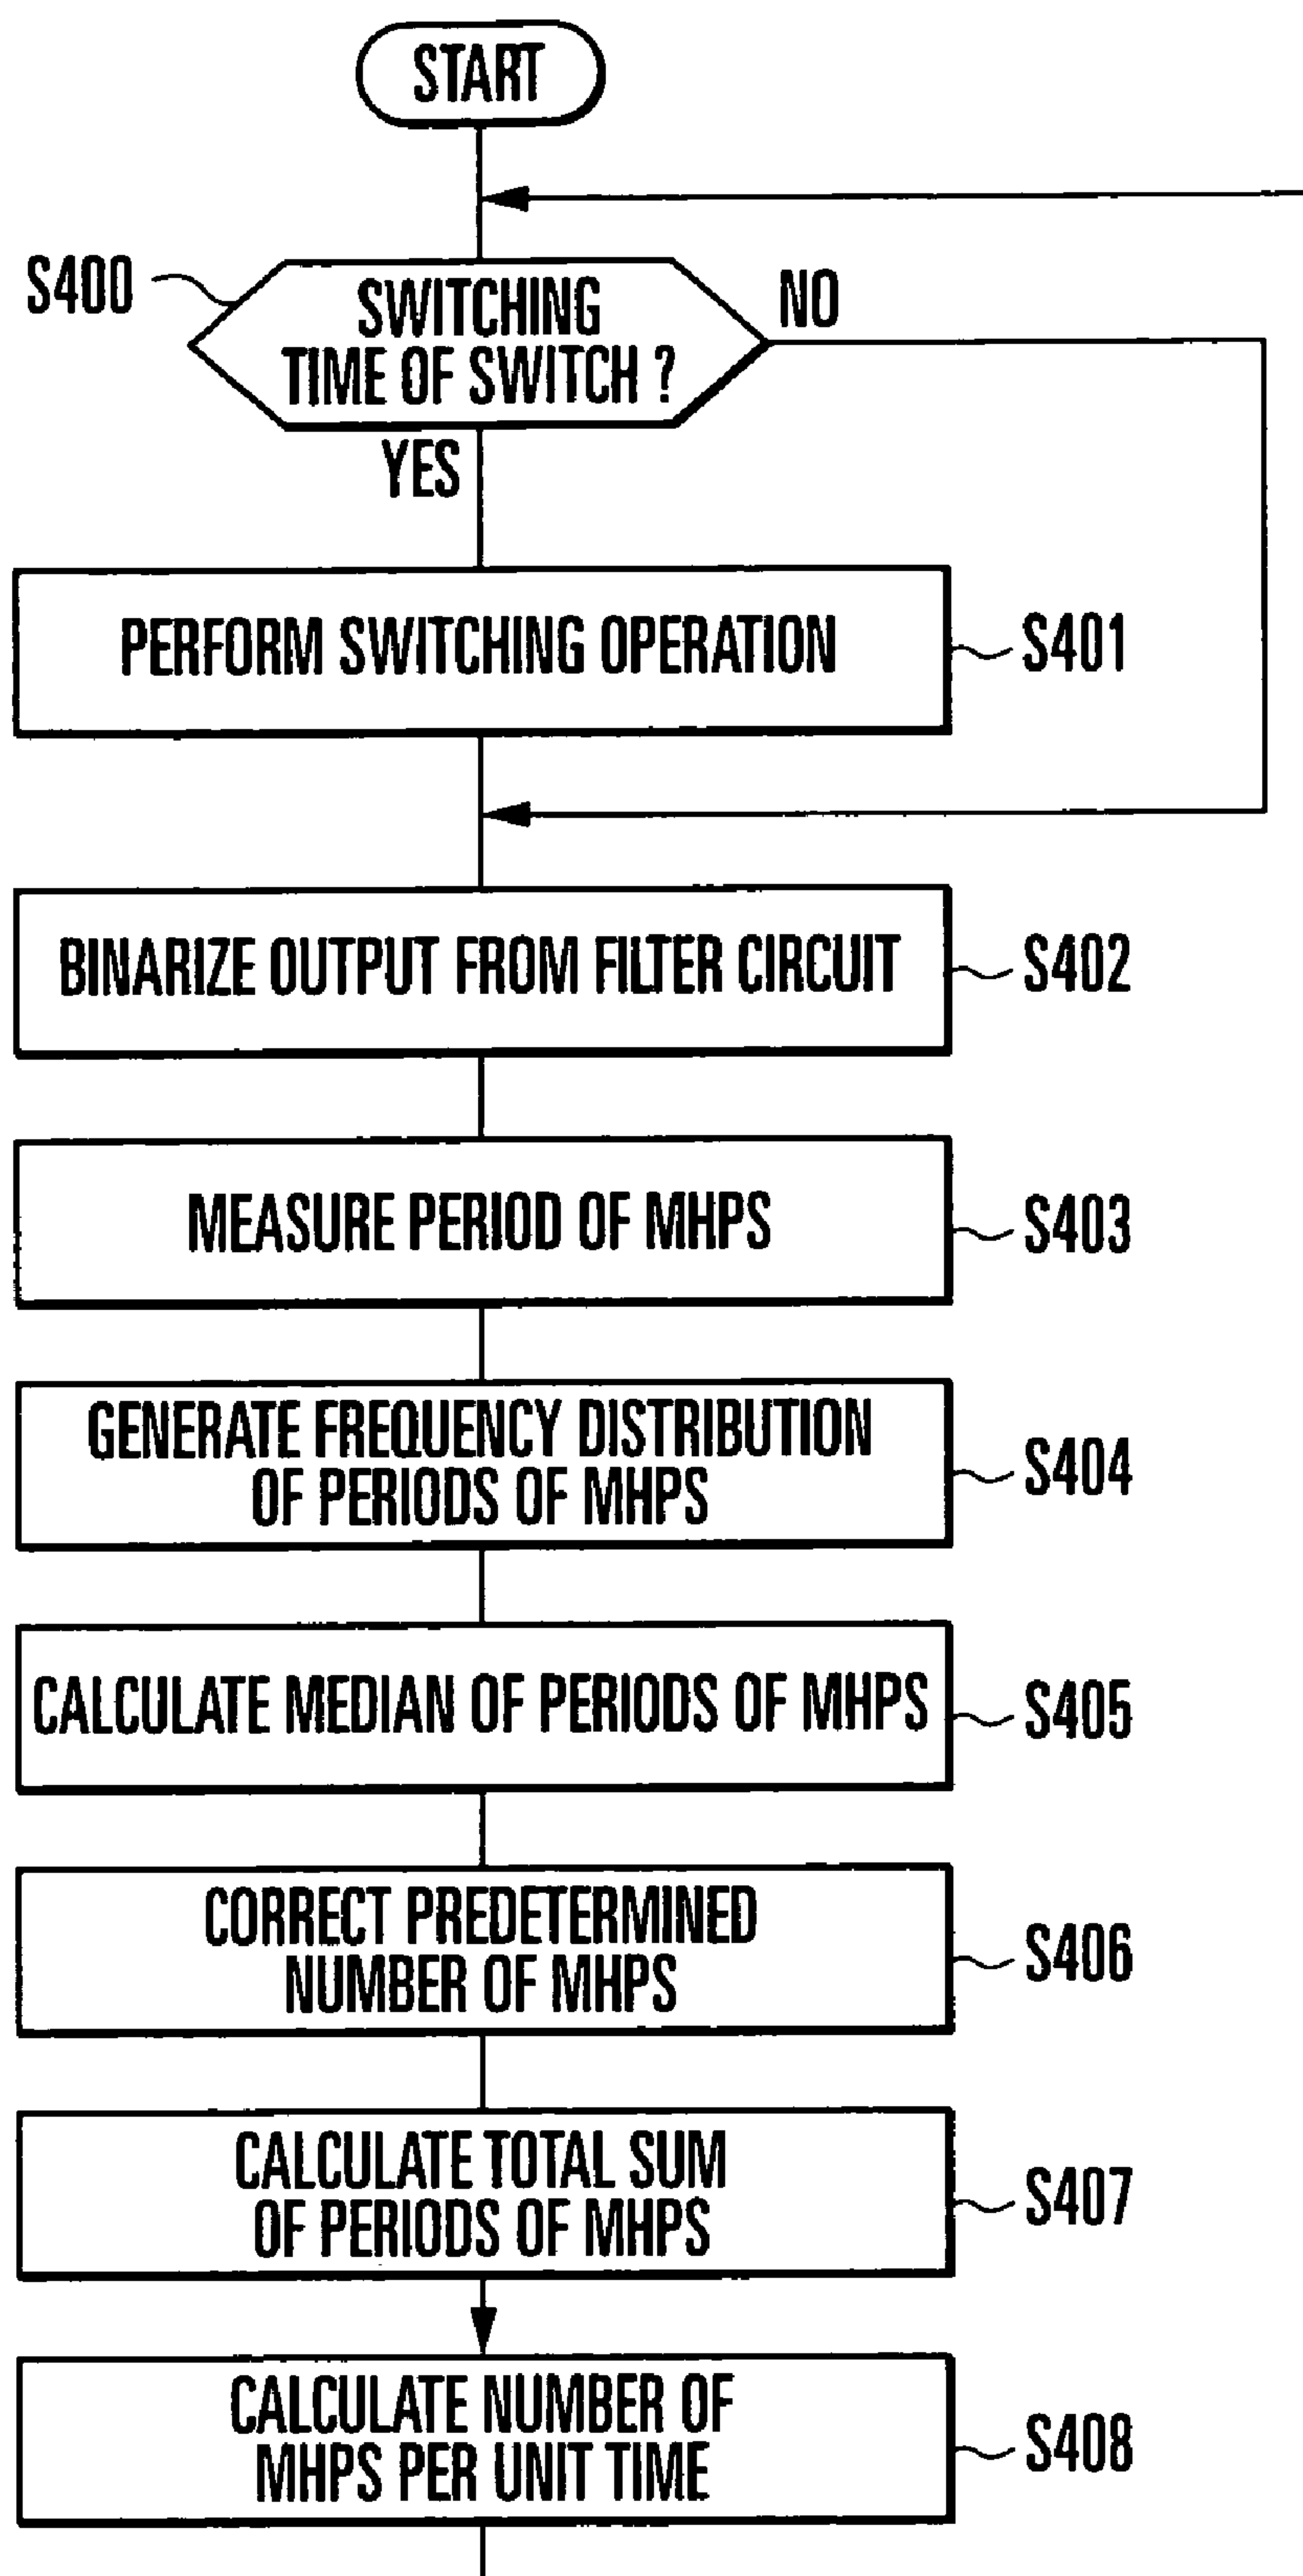 START
S400
SWITCHING
TIME OF SWITCH ?
NO
YES
PERFORM SWITCHING OPERATION
S401
BINARIZE OUTPUT FROM FILTER CIRCUIT
S402
MEASURE PERIOD OF MHPS
S403
GENERATE FREQUENCY DISTRIBUTION
OF PERIODS OF MHPS
S404
CALCULATE MEDIAN OF PERIODS OF MHPS
S405
CORRECT PREDETERMINED
NUMBER OF MHPS
S406
CALCULATE TOTAL SUM
OF PERIODS OF MHPS
S407
CALCULATE NUMBER OF
MHPS PER UNIT TIME
S408